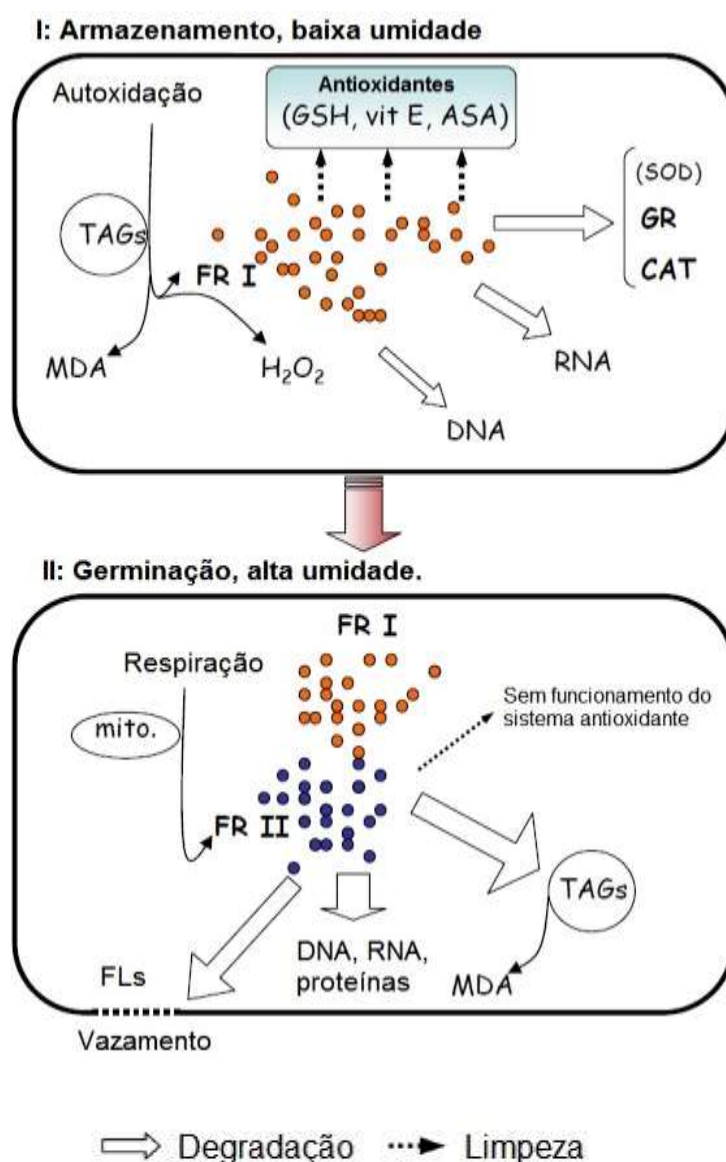 I: Armazenamento, baixa umidade
Autoxidação
Antioxidantes
(GSH, vit E, ASA)
(SOD)
GR
CAT
TAGs
FR I
MDA
H₂O₂
RNA
DNA
II: Germinação, alta umidade.
FR I
Respiração
Sem funcionamento do
sistema antioxidante
mito.
FR II
TAGs
DNA, RNA,
proteínas
MDA
FLs
Vazamento
Degradação
Limpeza